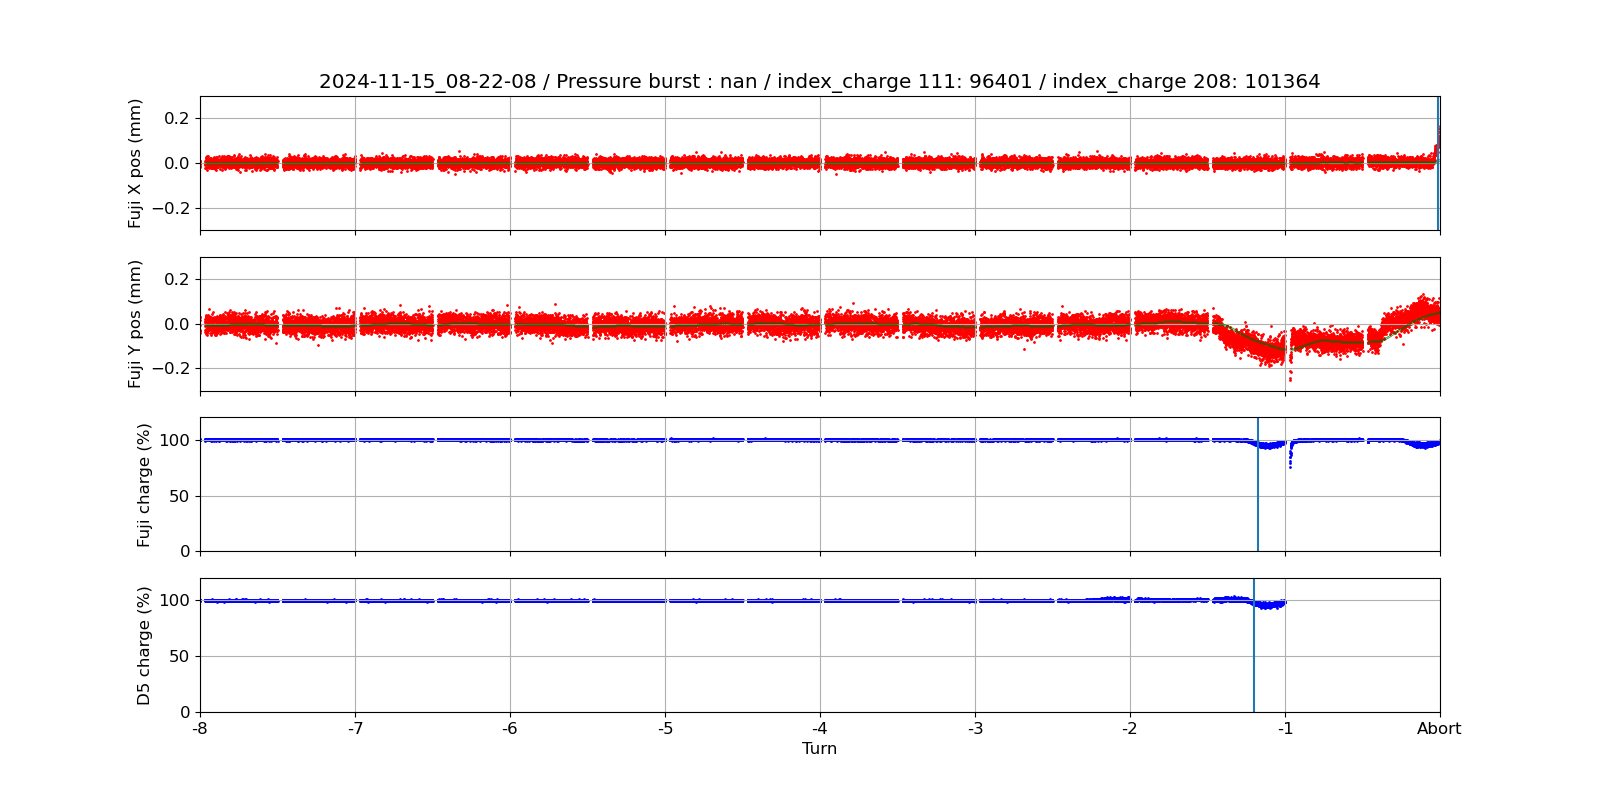 2024-11-15_08-22-08 / Pressure burst : nan / index_charge 111: 96401 / index_charge 208: 101364
Fuji X pos (mm)
0.2
0.0
−0.2
Fuji Y pos (mm)
0.2
0.0
−0.2
Fuji charge (%)
100
50
0
D5 charge (%)
100
50
0
-8 -7 -6 -5 -4 -3 -2 -1 Abort
Turn